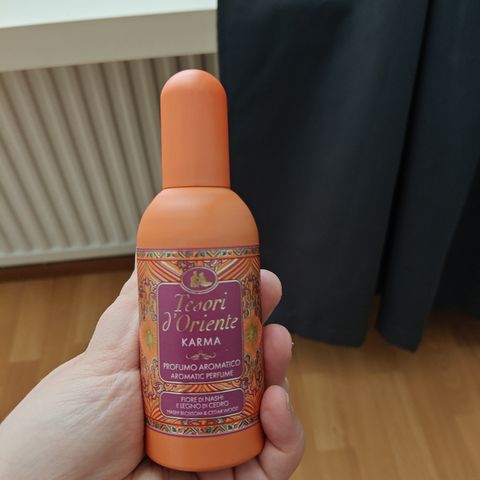 Tesori
d'Oriente
KARMA
PROFUMO AROMATICO
AROMATIC PERFUME
FIORE DI NASHI
E LEGNO DI CEDRO
NASHI BLOSSOM & CEDAR WOOD